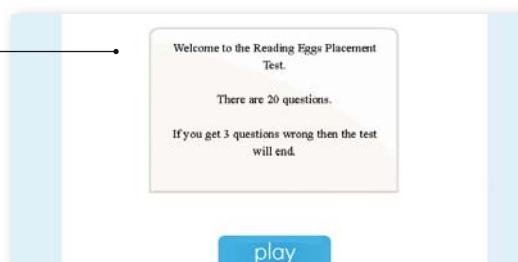 Welcome to the Reading Eggs Placement
Test.
There are 20 questions.
If you get 3 questions wrong then the test
will end.
play